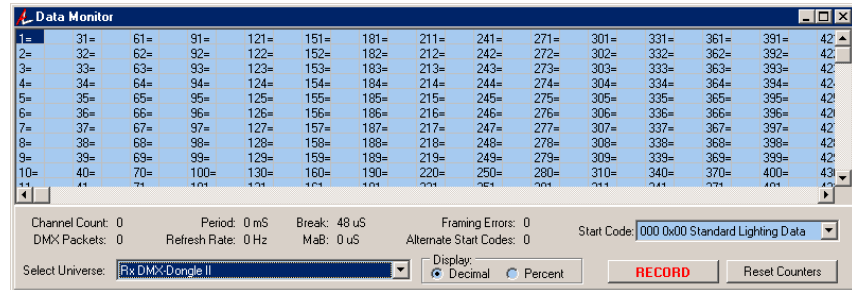 Data Monitor
1= 31= 61= 91= 121= 151= 181= 211= 241= 271= 301= 331= 361= 391=
2= 32= 62= 92= 122= 152= 182= 212= 242= 272= 302= 332= 362= 392=
3= 33= 63= 93= 123= 153= 183= 213= 243= 273= 303= 333= 363= 393=
4= 34= 64= 94= 124= 154= 184= 214= 244= 274= 304= 334= 364= 394=
5= 35= 65= 95= 125= 155= 185= 215= 245= 275= 305= 335= 365= 395=
6= 36= 66= 96= 126= 156= 186= 216= 246= 276= 306= 336= 366= 396=
7= 37= 67= 97= 127= 157= 187= 217= 247= 277= 307= 337= 367= 397=
8= 38= 68= 98= 128= 158= 188= 218= 248= 278= 308= 338= 368= 398=
9= 39= 69= 99= 129= 159= 189= 219= 249= 279= 309= 339= 369= 399=
10= 40= 70= 100= 130= 160= 190= 220= 250= 280= 310= 340= 370= 400=
Channel Count: 0 Period: 0 mS Break: 48 uS Framing Errors: 0
DMX Packets: 0 Refresh Rate: 0 Hz MaB: 0 uS Alternate Start Codes: 0
Start Code: 000 0x00 Standard Lighting Data
Select Universe: Rx DMX-Dongle II
Display:
Decimal Percent
RECORD
Reset Counters